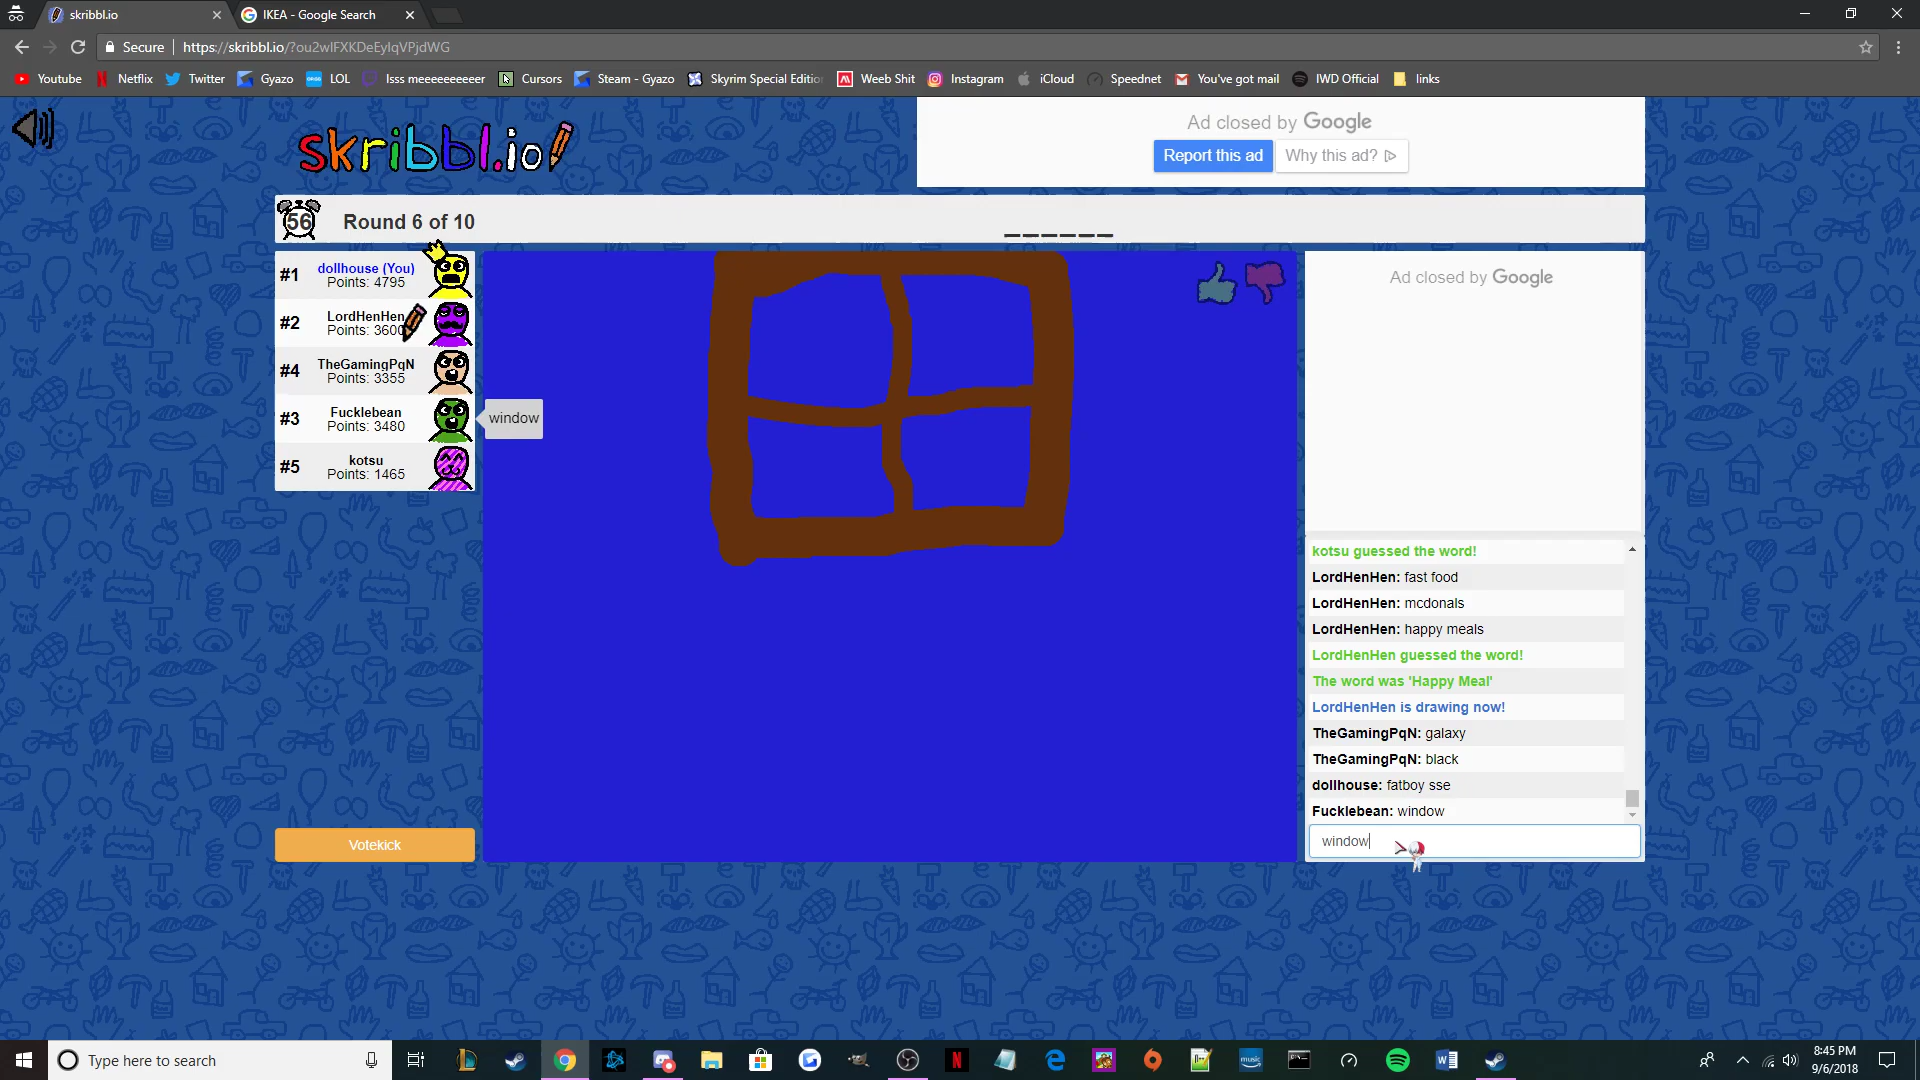 skribbl.io
IKEA - Google Search
Secure
https://skribbl.io/?ou2wlFXKDeEylqVPjdWG
Youtube
Netflix
Twitter
Gyazo
LOL
Isss meeeeeeeeeer
Cursors
Steam - Gyazo
Skyrim Special Editio
Weeb Shit
Instagram
iCloud
Speednet
You've got mail
IWD Official
links
skribbl.io
Ad closed by Google
Report this ad
Why this ad?
56
Round 6 of 10
______
#1
dollhouse (You)
Points: 4795
#2
LordHenHen
Points: 3600
#4
TheGamingPqN
Points: 3355
#3
Fucklebean
Points: 3480
window
#5
kotsu
Points: 1465
Votekick
Ad closed by Google
kotsu guessed the word!
LordHenHen: fast food
LordHenHen: mcdonals
LordHenHen: happy meals
LordHenHen guessed the word!
The word was 'Happy Meal'
LordHenHen is drawing now!
TheGamingPqN: galaxy
TheGamingPqN: black
dollhouse: fatboy sse
Fucklebean: window
window
Type here to search
8:45 PM
9/6/2018